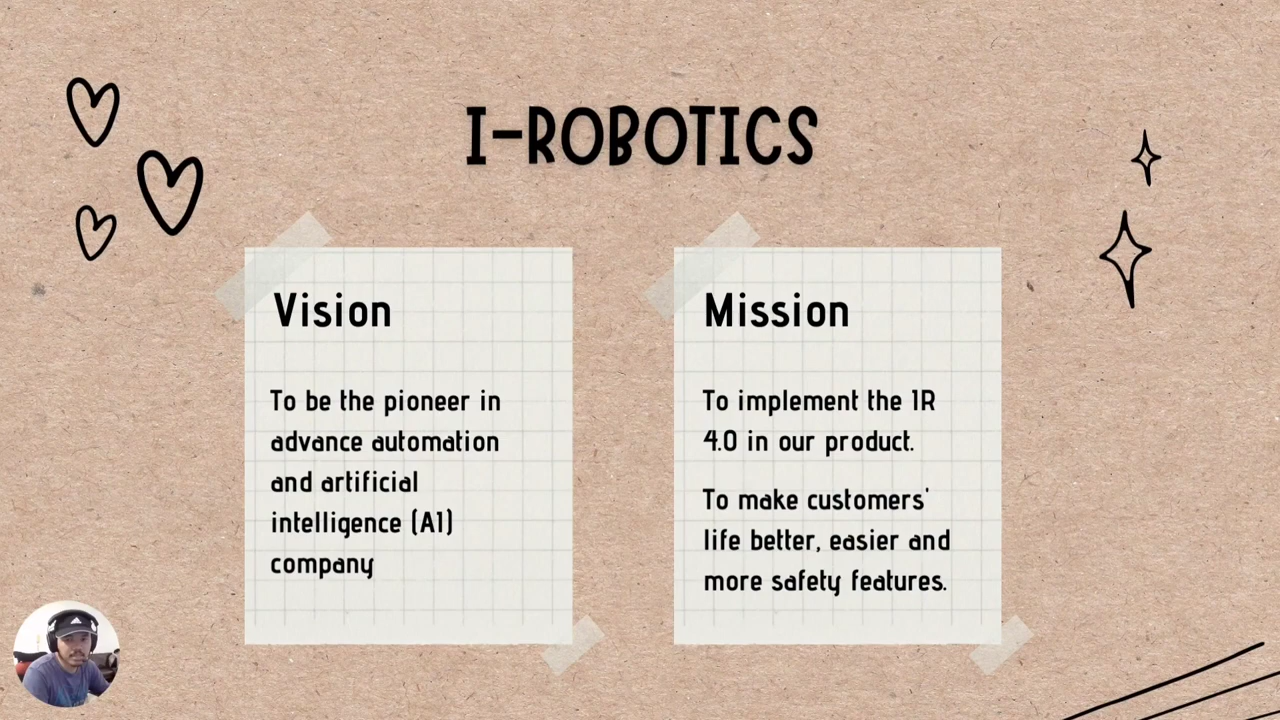 I-ROBOTICS
Vision
To be the pioneer in
advance automation
and artificial
intelligence (AI)
company
Mission
To implement the IR
4.0 in our product.
To make customers'
life better, easier and
more safety features.